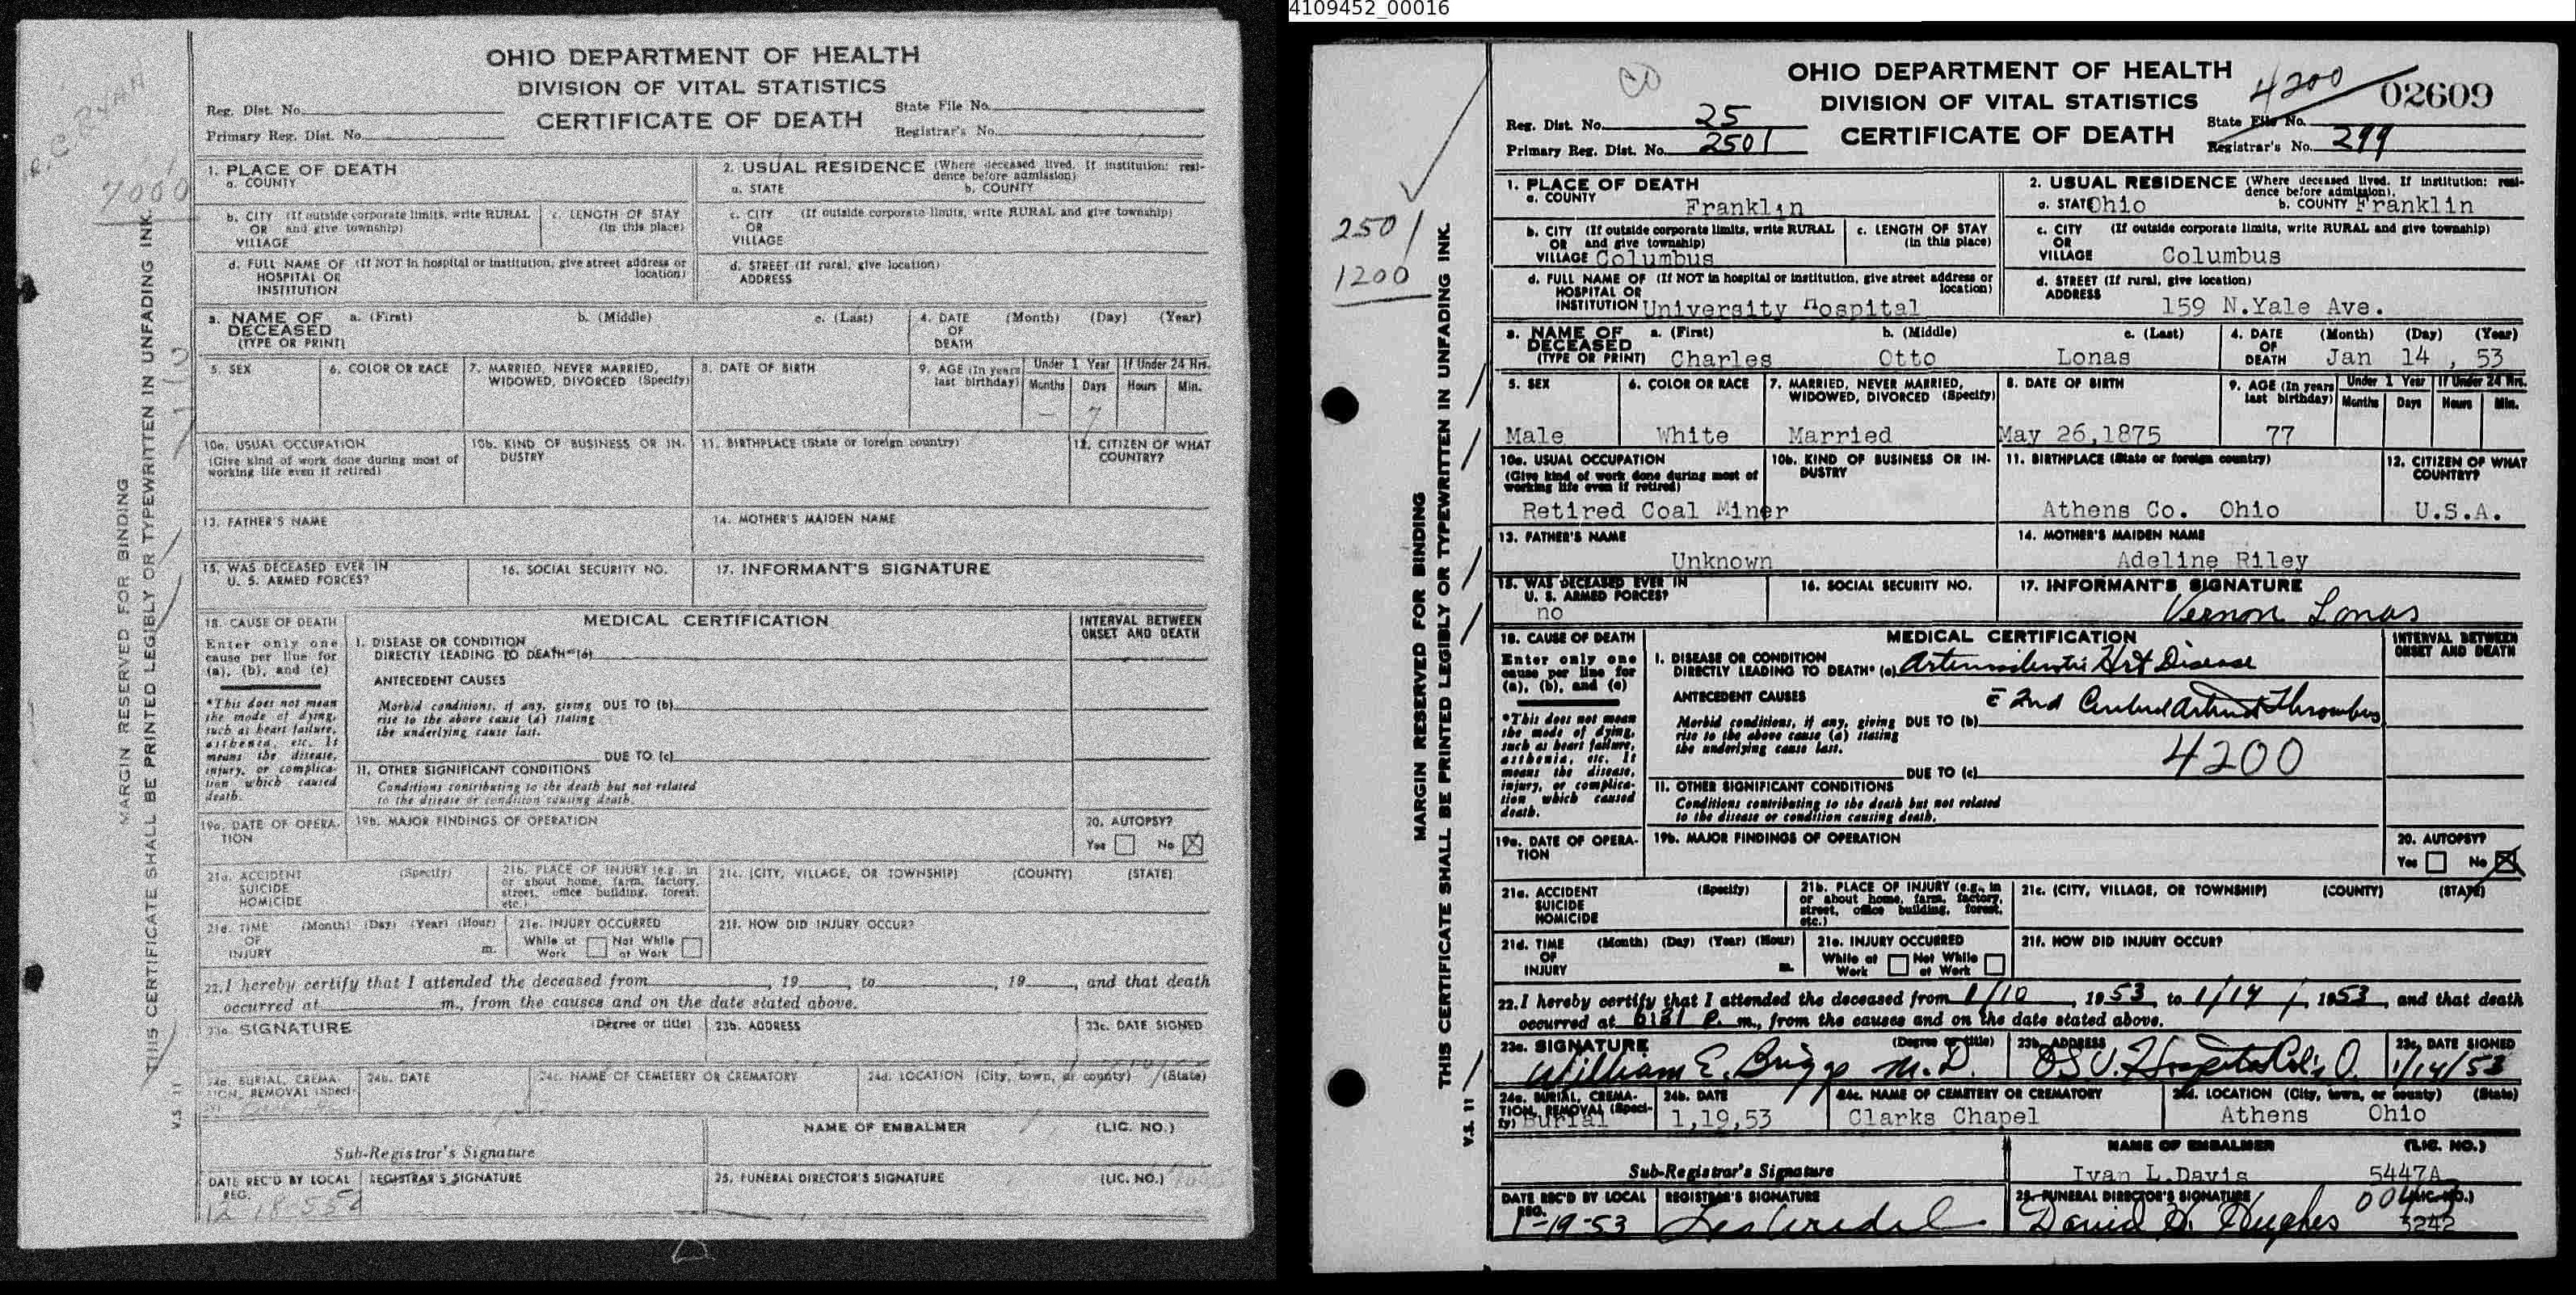 4109452_00016
OHIO DEPARTMENT OF HEALTH
DIVISION OF VITAL STATISTICS
CERTIFICATE OF DEATH
Reg. Dist. No.
Primary Reg. Dist. No.
State File No.
Registrar's No.
7000
MARGIN RESERVED FOR BINDING
THIS CERTIFICATE SHALL BE PRINTED LEGIBLY OR TYPEWRITTEN IN UNFADING INK.
V.S. 11
1. PLACE OF DEATH
a. COUNTY
2. USUAL RESIDENCE (Where deceased lived. If institution: resi-
dence before admission)
a. STATE b. COUNTY
b. CITY (If outside corporate limits, write RURAL
OR and give township)
VILLAGE
c. LENGTH OF STAY
(in this place)
c. CITY (If outside corporate limits, write RURAL and give township)
OR
VILLAGE
d. FULL NAME OF (If NOT in hospital or institution, give street address or
HOSPITAL OR location)
INSTITUTION
d. STREET (If rural, give location)
ADDRESS
3. NAME OF a. (First) b. (Middle) c. (Last)
DECEASED
(TYPE OR PRINT)
4. DATE (Month) (Day) (Year)
OF
DEATH
5. SEX
6. COLOR OR RACE
7. MARRIED, NEVER MARRIED,
WIDOWED, DIVORCED (Specify)
8. DATE OF BIRTH
9. AGE (In years
last birthday)
Under 1 Year If Under 24 Hrs.
Months Days Hours Min.
7
10a. USUAL OCCUPATION
(Give kind of work done during most of
working life even if retired)
10b. KIND OF BUSINESS OR IN-
DUSTRY
11. BIRTHPLACE (State or foreign country)
12. CITIZEN OF WHAT
COUNTRY?
13. FATHER'S NAME
14. MOTHER'S MAIDEN NAME
15. WAS DECEASED EVER IN
U. S. ARMED FORCES?
16. SOCIAL SECURITY NO.
17. INFORMANT'S SIGNATURE
18. CAUSE OF DEATH
Enter only one
cause per line for
(a), (b), and (c)
*This does not mean
the mode of dying,
such as heart failure,
asthenia, etc. It
means the disease,
injury, or complica-
tion which caused
death.
MEDICAL CERTIFICATION
INTERVAL BETWEEN
ONSET AND DEATH
I. DISEASE OR CONDITION
DIRECTLY LEADING TO DEATH* (a)
ANTECEDENT CAUSES
Morbid conditions, if any, giving DUE TO (b)
rise to the above cause (a) stating
the underlying cause last.
DUE TO (c)
II. OTHER SIGNIFICANT CONDITIONS
Conditions contributing to the death but not related
to the disease or condition causing death.
19a. DATE OF OPERA-
TION
19b. MAJOR FINDINGS OF OPERATION
20. AUTOPSY?
Yes No X
21a. ACCIDENT (Specify)
SUICIDE
HOMICIDE
21b. PLACE OF INJURY (e.g. in
or about home, farm, factory,
street, office building, forest,
etc.)
21c. (CITY, VILLAGE, OR TOWNSHIP) (COUNTY) (STATE)
21d. TIME (Month) (Day) (Year) (Hour)
OF
INJURY m.
21e. INJURY OCCURRED
While at Not While
Work at Work
21f. HOW DID INJURY OCCUR?
22. I hereby certify that I attended the deceased from , 19 , to , 19 , and that death
occurred at m., from the causes and on the date stated above.
23a. SIGNATURE (Degree or title)
23b. ADDRESS
23c. DATE SIGNED
24a. BURIAL, CREMA-
TION, REMOVAL (Speci-
fy)
24b. DATE
24c. NAME OF CEMETERY OR CREMATORY
24d. LOCATION (City, town, or county) (State)
Sub-Registrar's Signature
NAME OF EMBALMER (LIC. NO.)
DATE REC'D BY LOCAL
REG.
REGISTRAR'S SIGNATURE
25. FUNERAL DIRECTOR'S SIGNATURE (LIC. NO.)
OHIO DEPARTMENT OF HEALTH
DIVISION OF VITAL STATISTICS
CERTIFICATE OF DEATH
4200
02609
Reg. Dist. No. 25
Primary Reg. Dist. No. 2501
State File No.
Registrar's No. 299
2501
1200
MARGIN RESERVED FOR BINDING
THIS CERTIFICATE SHALL BE PRINTED LEGIBLY OR TYPEWRITTEN IN UNFADING INK.
V.S. 11
1. PLACE OF DEATH
a. COUNTY
Franklin
2. USUAL RESIDENCE (Where deceased lived. If institution: resi-
dence before admission).
a. STATE Ohio b. COUNTY Franklin
b. CITY (If outside corporate limits, write RURAL
OR and give township)
VILLAGE Columbus
c. LENGTH OF STAY
(in this place)
c. CITY (If outside corporate limits, write RURAL and give township)
OR
VILLAGE Columbus
d. FULL NAME OF (If NOT in hospital or institution, give street address or
HOSPITAL OR location)
INSTITUTION University Hospital
d. STREET (If rural, give location)
ADDRESS
159 N.Yale Ave.
3. NAME OF a. (First) b. (Middle) c. (Last)
DECEASED
(TYPE OR PRINT) Charles Otto Lonas
4. DATE (Month) (Day) (Year)
OF
DEATH Jan 14 , 53
5. SEX
Male
6. COLOR OR RACE
White
7. MARRIED, NEVER MARRIED,
WIDOWED, DIVORCED (Specify)
Married
8. DATE OF BIRTH
May 26,1875
9. AGE (In years
last birthday)
77
Under 1 Year If Under 24 Hrs.
Months Days Hours Min.
10a. USUAL OCCUPATION
(Give kind of work done during most of
working life even if retired)
Retired Coal Miner
10b. KIND OF BUSINESS OR IN-
DUSTRY
11. BIRTHPLACE (State or foreign country)
Athens Co. Ohio
12. CITIZEN OF WHAT
COUNTRY?
U.S.A.
13. FATHER'S NAME
Unknown
14. MOTHER'S MAIDEN NAME
Adeline Riley
15. WAS DECEASED EVER IN
U. S. ARMED FORCES?
no
16. SOCIAL SECURITY NO.
17. INFORMANT'S SIGNATURE
Vernon Lonas
18. CAUSE OF DEATH
Enter only one
cause per line for
(a), (b), and (c)
*This does not mean
the mode of dying,
such as heart failure,
asthenia, etc. It
means the disease,
injury, or complica-
tion which caused
death.
MEDICAL CERTIFICATION
INTERVAL BETWEEN
ONSET AND DEATH
I. DISEASE OR CONDITION
DIRECTLY LEADING TO DEATH* (a) Arteriosclerotic Hrt Disease
ANTECEDENT CAUSES c̄ 2nd Cerebral Arterial Thrombus
Morbid conditions, if any, giving DUE TO (b)
rise to the above cause (a) stating
the underlying cause last.
4200
DUE TO (c)
II. OTHER SIGNIFICANT CONDITIONS
Conditions contributing to the death but not related
to the disease or condition causing death.
19a. DATE OF OPERA-
TION
19b. MAJOR FINDINGS OF OPERATION
20. AUTOPSY?
Yes No X
21a. ACCIDENT (Specify)
SUICIDE
HOMICIDE
21b. PLACE OF INJURY (e.g., in
or about home, farm, factory,
street, office building, forest,
etc.)
21c. (CITY, VILLAGE, OR TOWNSHIP) (COUNTY) (STATE)
21d. TIME (Month) (Day) (Year) (Hour)
OF
INJURY m.
21e. INJURY OCCURRED
While at Not While
Work at Work
21f. HOW DID INJURY OCCUR?
22. I hereby certify that I attended the deceased from 1/10, 1953, to 1/14, 1953, and that death
occurred at P. m., from the causes and on the date stated above.
23a. SIGNATURE (Degree or title)
William E. Briggs M.D.
23b. ADDRESS
OSU Hospital Col's O.
23c. DATE SIGNED
1/14/53
24a. BURIAL, CREMA-
TION, REMOVAL (Speci-
fy) Burial
24b. DATE
1,19,53
24c. NAME OF CEMETERY OR CREMATORY
Clarks Chapel
24d. LOCATION (City, town, or county) (State)
Athens Ohio
Sub-Registrar's Signature
NAME OF EMBALMER (LIC. NO.)
Ivan L.Davis 5447A
DATE REC'D BY LOCAL
REG.
1-19-53
REGISTRAR'S SIGNATURE
25. FUNERAL DIRECTOR'S SIGNATURE (LIC. NO.)
David H. Hughes 3242